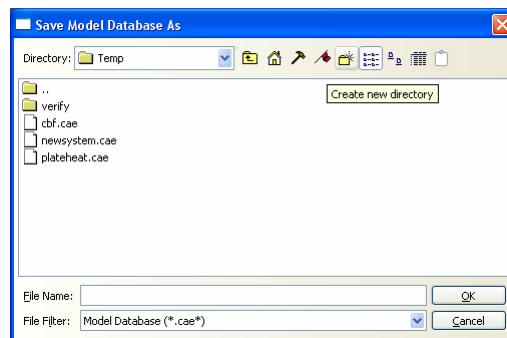 Save Model Database As
Directory: Temp
Create new directory
..
verify
cbf.cae
newsystem.cae
plateheat.cae
File Name: OK
File Filter: Model Database (*.cae*) Cancel